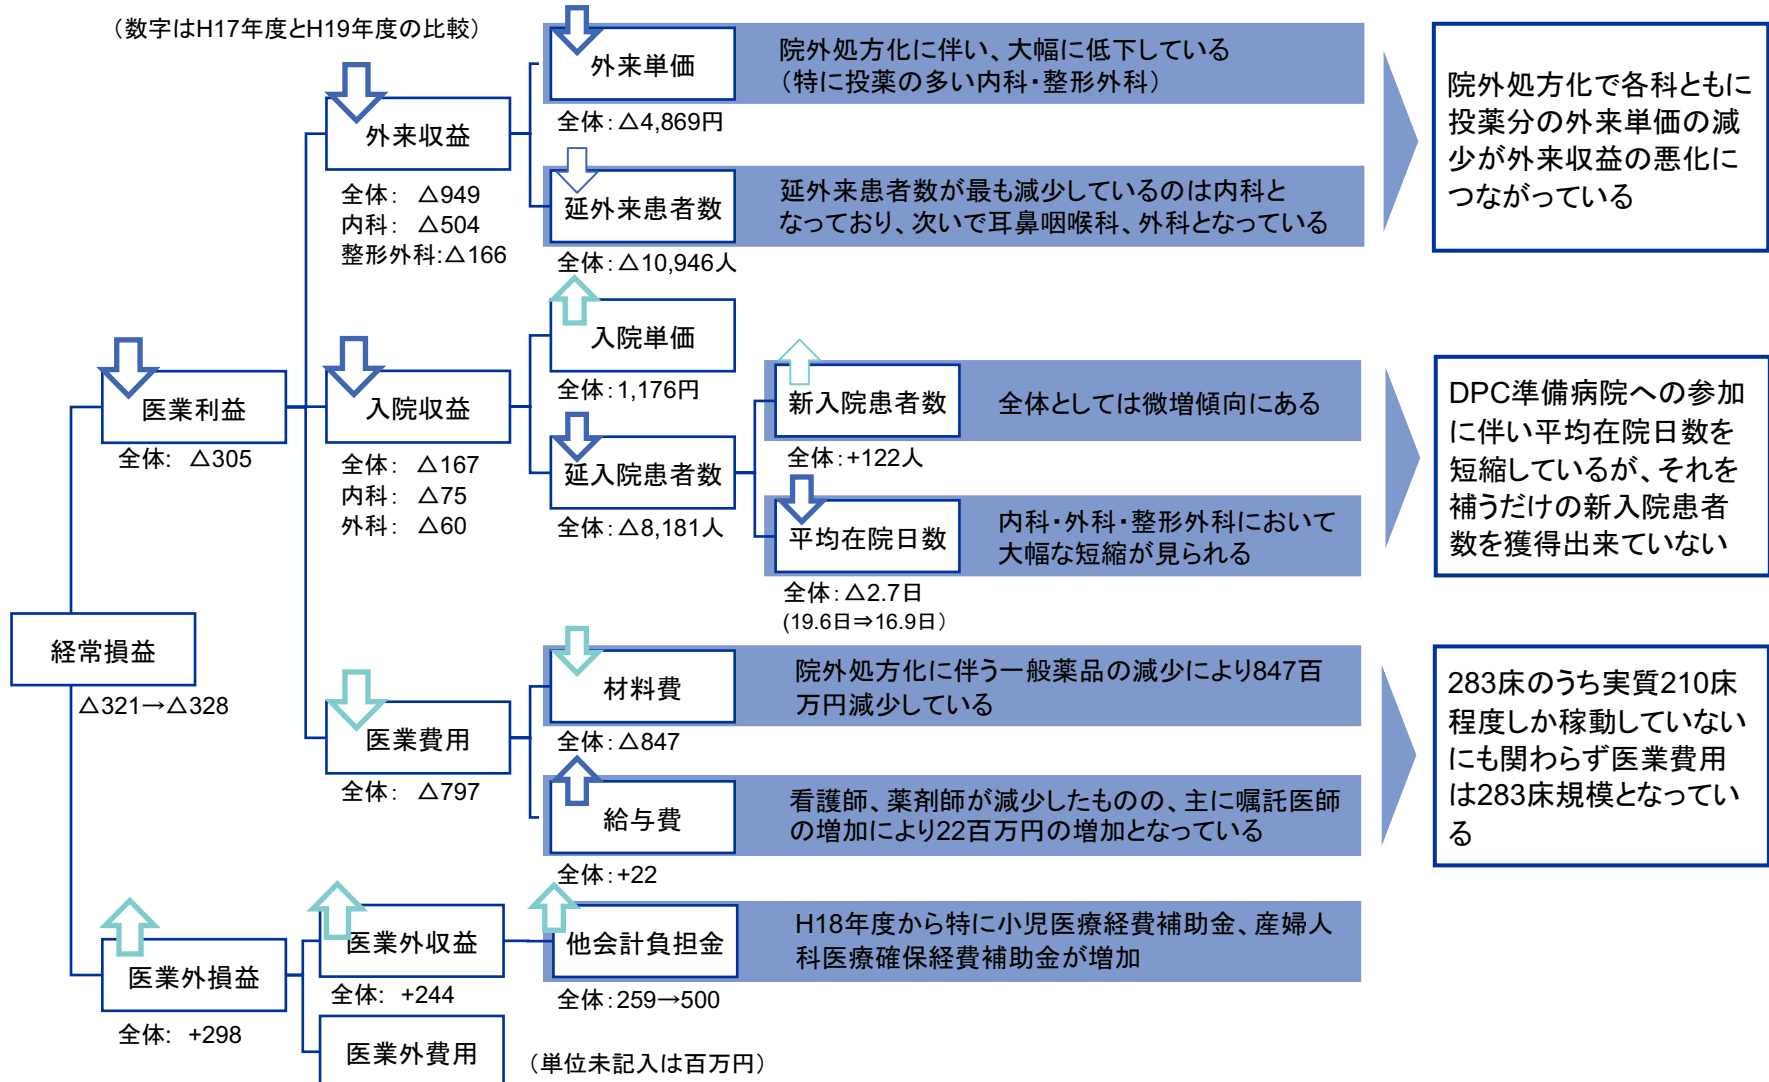 （数字はH17年度とH19年度の比較）
外来単価
院外処方化に伴い、大幅に低下している
（特に投薬の多い内科・整形外科）
全体：△4,869円
外来収益
全体： △949
内科： △504
整形外科:△166
延外来患者数
延外来患者数が最も減少しているのは内科と
なっており、次いで耳鼻咽喉科、外科となっている
全体：△10,946人
院外処方化で各科ともに
投薬分の外来単価の減
少が外来収益の悪化に
つながっている
入院単価
全体：1,176円
医業利益
全体： △305
入院収益
全体： △167
内科： △75
外科： △60
延入院患者数
全体：△8,181人
新入院患者数
全体としては微増傾向にある
全体：+122人
平均在院日数
内科・外科・整形外科において
大幅な短縮が見られる
全体：△2.7日
(19.6日⇒16.9日）
DPC準備病院への参加
に伴い平均在院日数を
短縮しているが、それを
補うだけの新入院患者
数を獲得出来ていない
経常損益
△321→△328
材料費
院外処方化に伴う一般薬品の減少により847百
万円減少している
全体：△847
医業費用
全体： △797
給与費
看護師、薬剤師が減少したものの、主に嘱託医師
の増加により22百万円の増加となっている
全体：+22
283床のうち実質210床
程度しか稼動していない
にも関わらず医業費用
は283床規模となってい
る
医業外損益
全体： +298
医業外収益
全体： +244
他会計負担金
H18年度から特に小児医療経費補助金、産婦人
科医療確保経費補助金が増加
全体：259→500
医業外費用
（単位未記入は百万円）